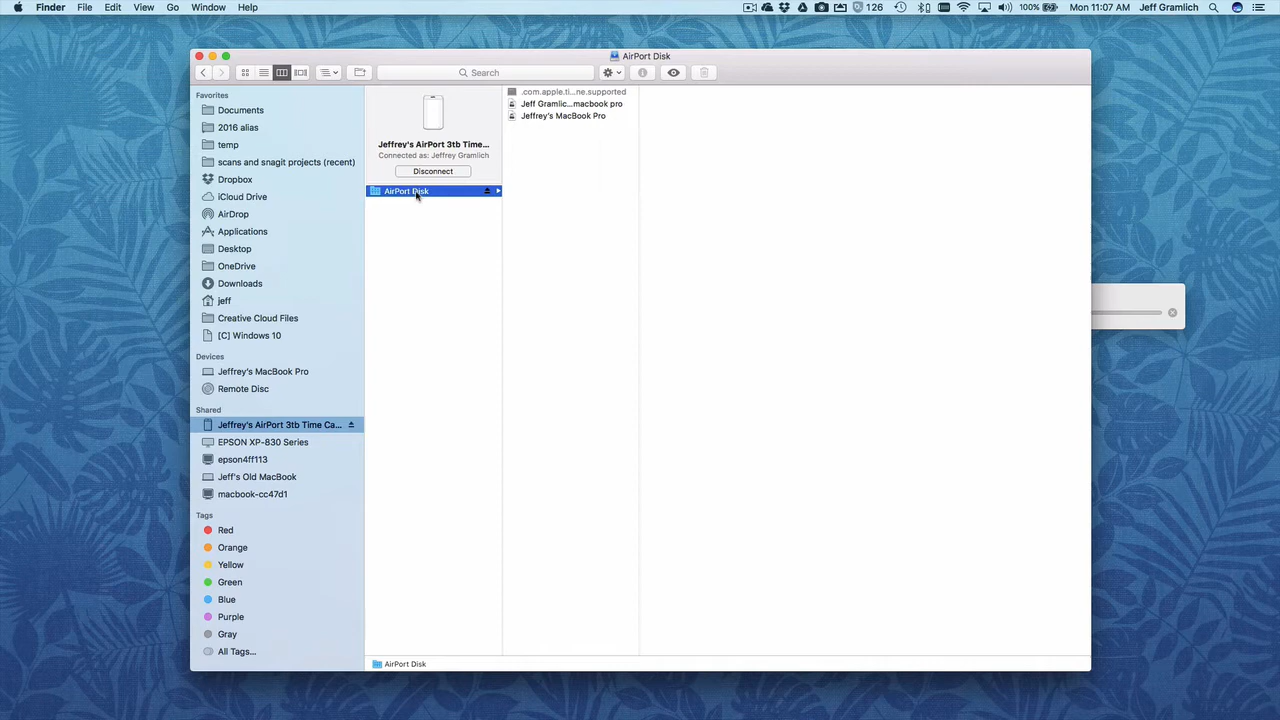 Finder File Edit View Go Window Help 126 100% Mon 11:07 AM Jeff Gramlich
AirPort Disk
Search
Favorites
Documents
2016 alias
temp
scans and snagit projects (recent)
Dropbox
iCloud Drive
AirDrop
Applications
Desktop
OneDrive
Downloads
jeff
Creative Cloud Files
[C] Windows 10
Devices
Jeffrey's MacBook Pro
Remote Disc
Shared
Jeffrey's AirPort 3tb Time Ca...
EPSON XP-830 Series
epson4ff113
Jeff's Old MacBook
macbook-cc47d1
Tags
Red
Orange
Yellow
Green
Blue
Purple
Gray
All Tags...
Jeffrey's AirPort 3tb Time...
Connected as: Jeffrey Gramlich
Disconnect
AirPort Disk
.com.apple.ti...ne.supported
Jeff Gramlic...macbook pro
Jeffrey's MacBook Pro
AirPort Disk